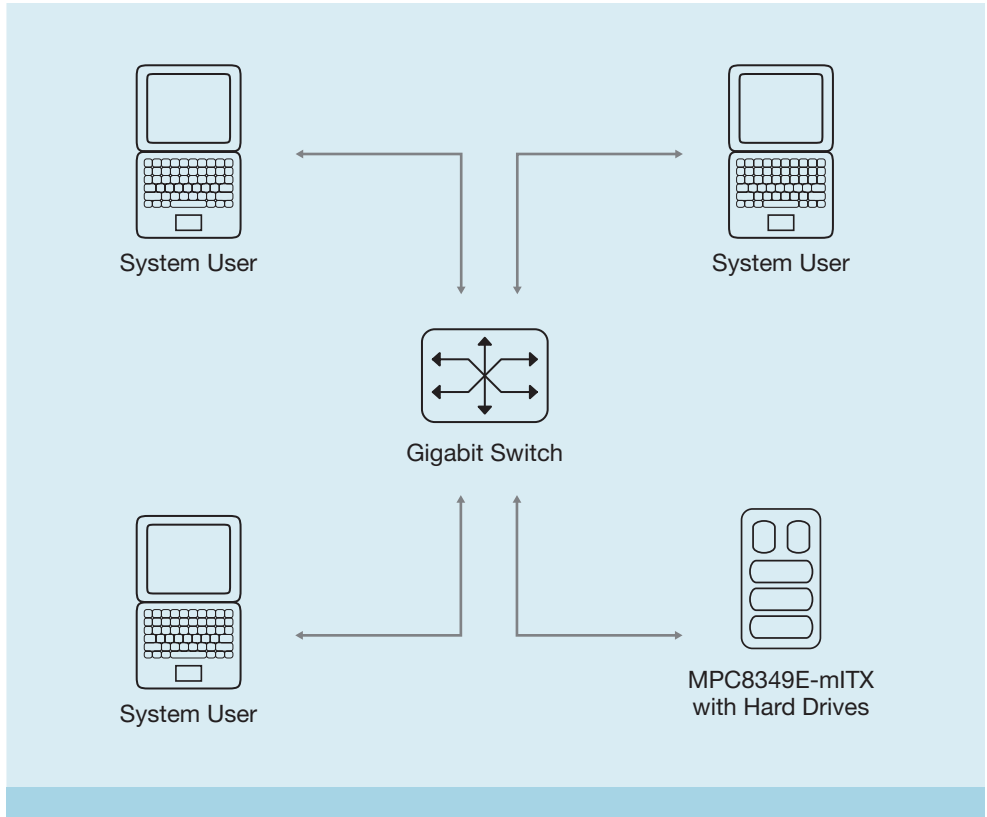 System User
System User
Gigabit Switch
System User
MPC8349E-mITX
with Hard Drives